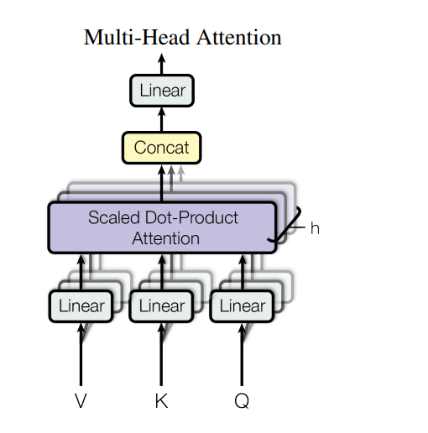 Multi-Head Attention
Linear
Concat
Scaled Dot-Product
Attention
h
Linear Linear Linear
V K Q